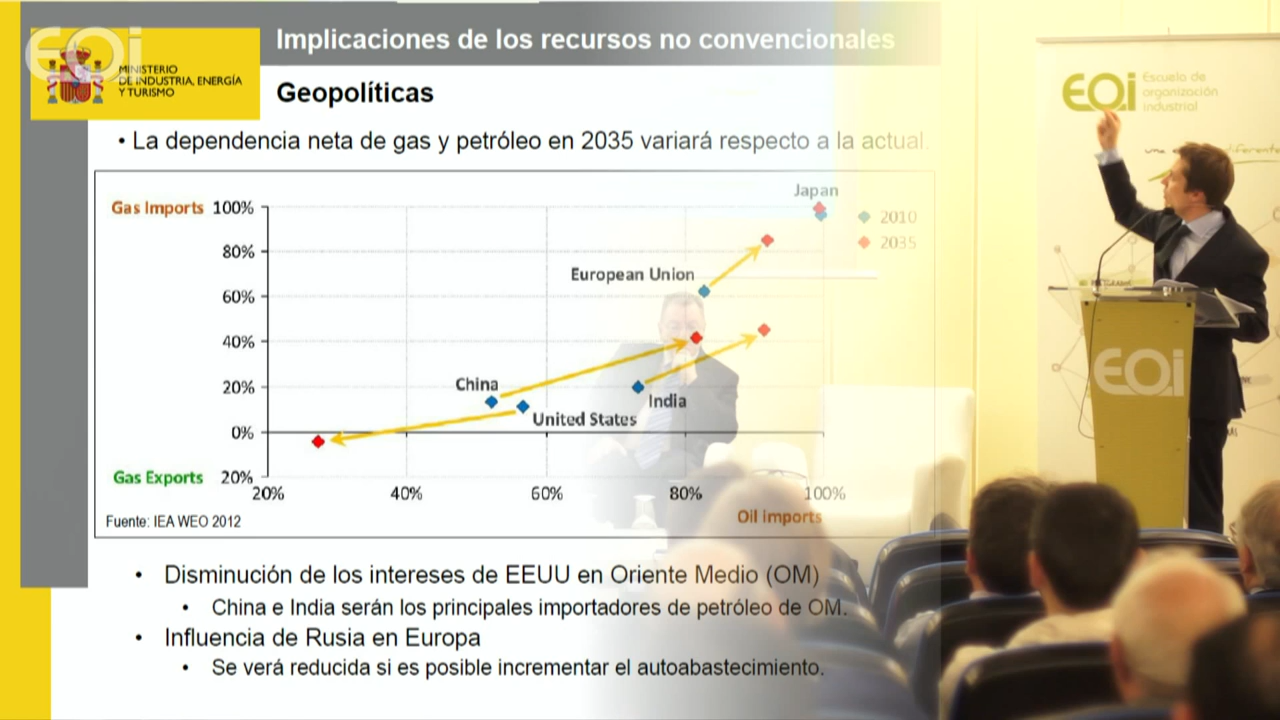 Implicaciones de los recursos no convencionales
EOi
MINISTERIO
DE INDUSTRIA, ENERGÍA
Y TURISMO
Geopolíticas
• La dependencia neta de gas y petróleo en 2035 variará respecto a la actual.
EOi Escuela de
organización
industrial
Japan
Gas Imports 100%
2010
2035
80%
European Union
60%
40%
20%
China
India
United States
0%
Gas Exports 20%
20% 40% 60% 80% 100%
Oil imports
Fuente: IEA WEO 2012
EOi
• Disminución de los intereses de EEUU en Oriente Medio (OM)
• China e India serán los principales importadores de petróleo de OM.
• Influencia de Rusia en Europa
• Se verá reducida si es posible incrementar el autoabastecimiento.